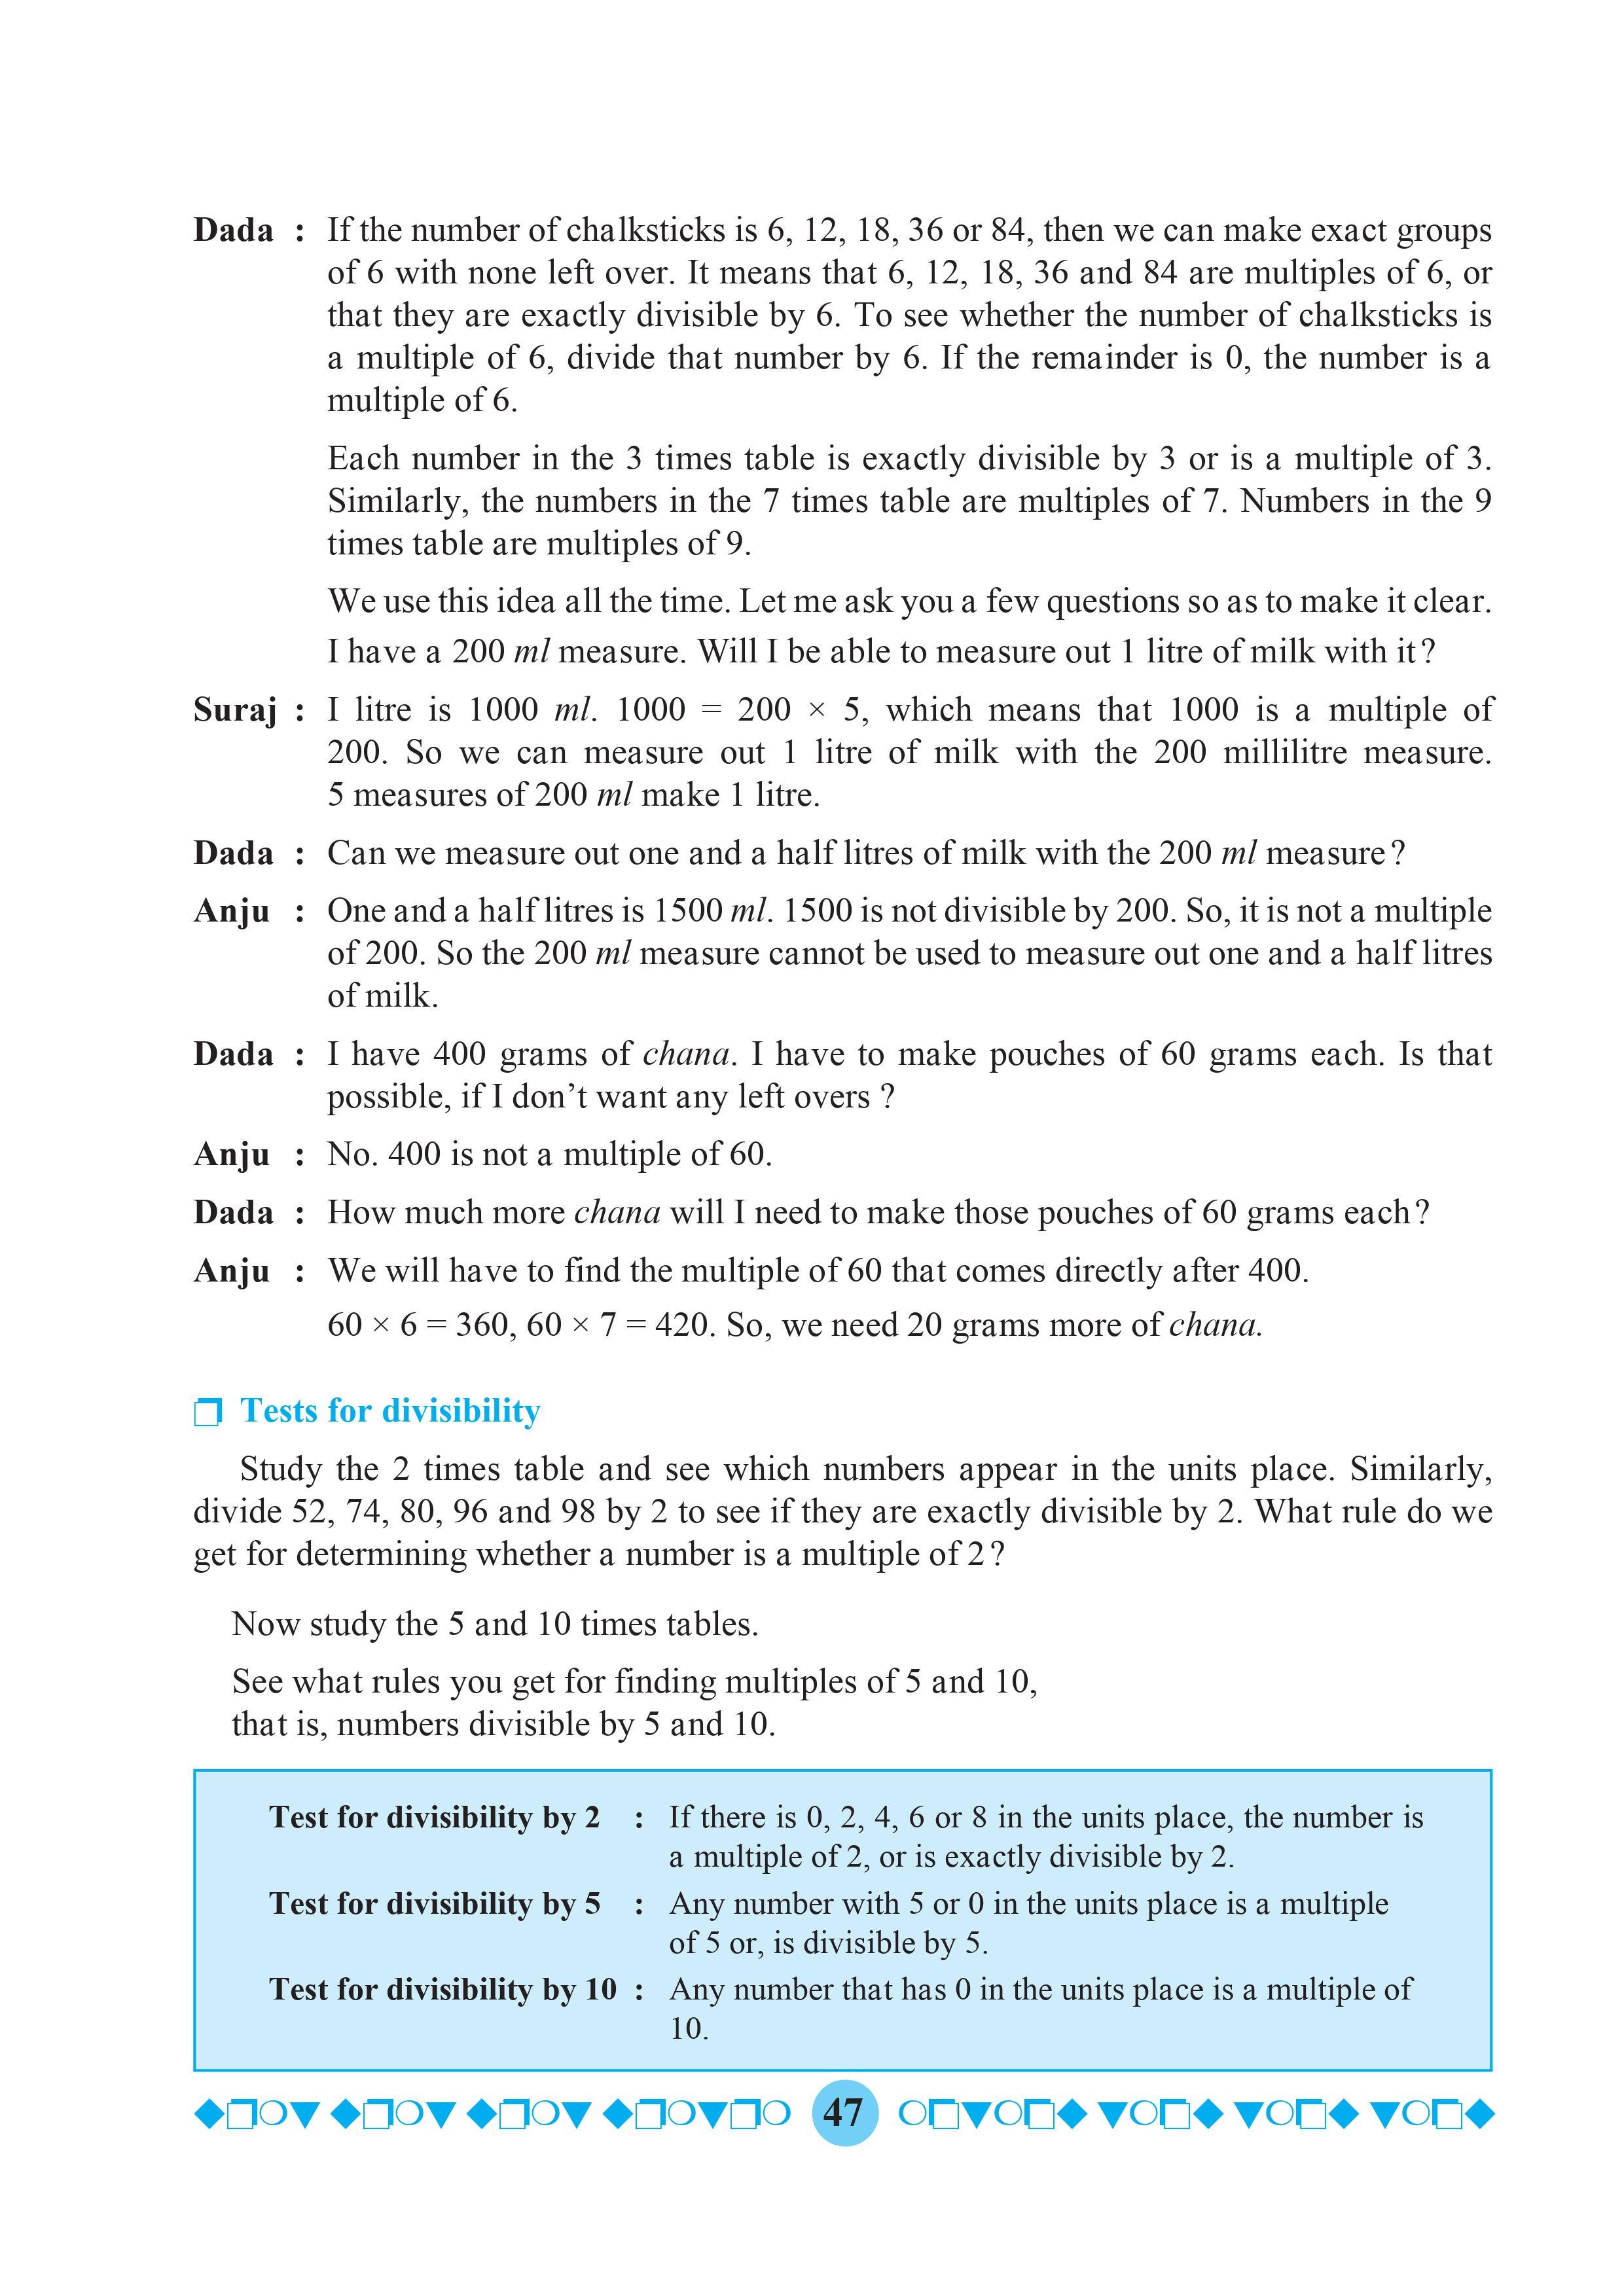 Dada : If the number of chalksticks is 6, 12, 18, 36 or 84, then we can make exact groups
of 6 with none left over. It means that 6, 12, 18, 36 and 84 are multiples of 6, or
that they are exactly divisible by 6. To see whether the number of chalksticks is
a multiple of 6, divide that number by 6. If the remainder is 0, the number is a
multiple of 6.
Each number in the 3 times table is exactly divisible by 3 or is a multiple of 3.
Similarly, the numbers in the 7 times table are multiples of 7. Numbers in the 9
times table are multiples of 9.
We use this idea all the time. Let me ask you a few questions so as to make it clear.
I have a 200 ml measure. Will I be able to measure out 1 litre of milk with it?
Suraj : I litre is 1000 ml. 1000 = 200 × 5, which means that 1000 is a multiple of
200. So we can measure out 1 litre of milk with the 200 millilitre measure.
5 measures of 200 ml make 1 litre.
Dada : Can we measure out one and a half litres of milk with the 200 ml measure?
Anju : One and a half litres is 1500 ml. 1500 is not divisible by 200. So, it is not a multiple
of 200. So the 200 ml measure cannot be used to measure out one and a half litres
of milk.
Dada : I have 400 grams of chana. I have to make pouches of 60 grams each. Is that
possible, if I don’t want any left overs ?
Anju : No. 400 is not a multiple of 60.
Dada : How much more chana will I need to make those pouches of 60 grams each?
Anju : We will have to find the multiple of 60 that comes directly after 400.
60 × 6 = 360, 60 × 7 = 420. So, we need 20 grams more of chana.
Tests for divisibility
Study the 2 times table and see which numbers appear in the units place. Similarly,
divide 52, 74, 80, 96 and 98 by 2 to see if they are exactly divisible by 2. What rule do we
get for determining whether a number is a multiple of 2?
Now study the 5 and 10 times tables.
See what rules you get for finding multiples of 5 and 10,
that is, numbers divisible by 5 and 10.
Test for divisibility by 2 : If there is 0, 2, 4, 6 or 8 in the units place, the number is
a multiple of 2, or is exactly divisible by 2.
Test for divisibility by 5 : Any number with 5 or 0 in the units place is a multiple
of 5 or, is divisible by 5.
Test for divisibility by 10 : Any number that has 0 in the units place is a multiple of
10.
47